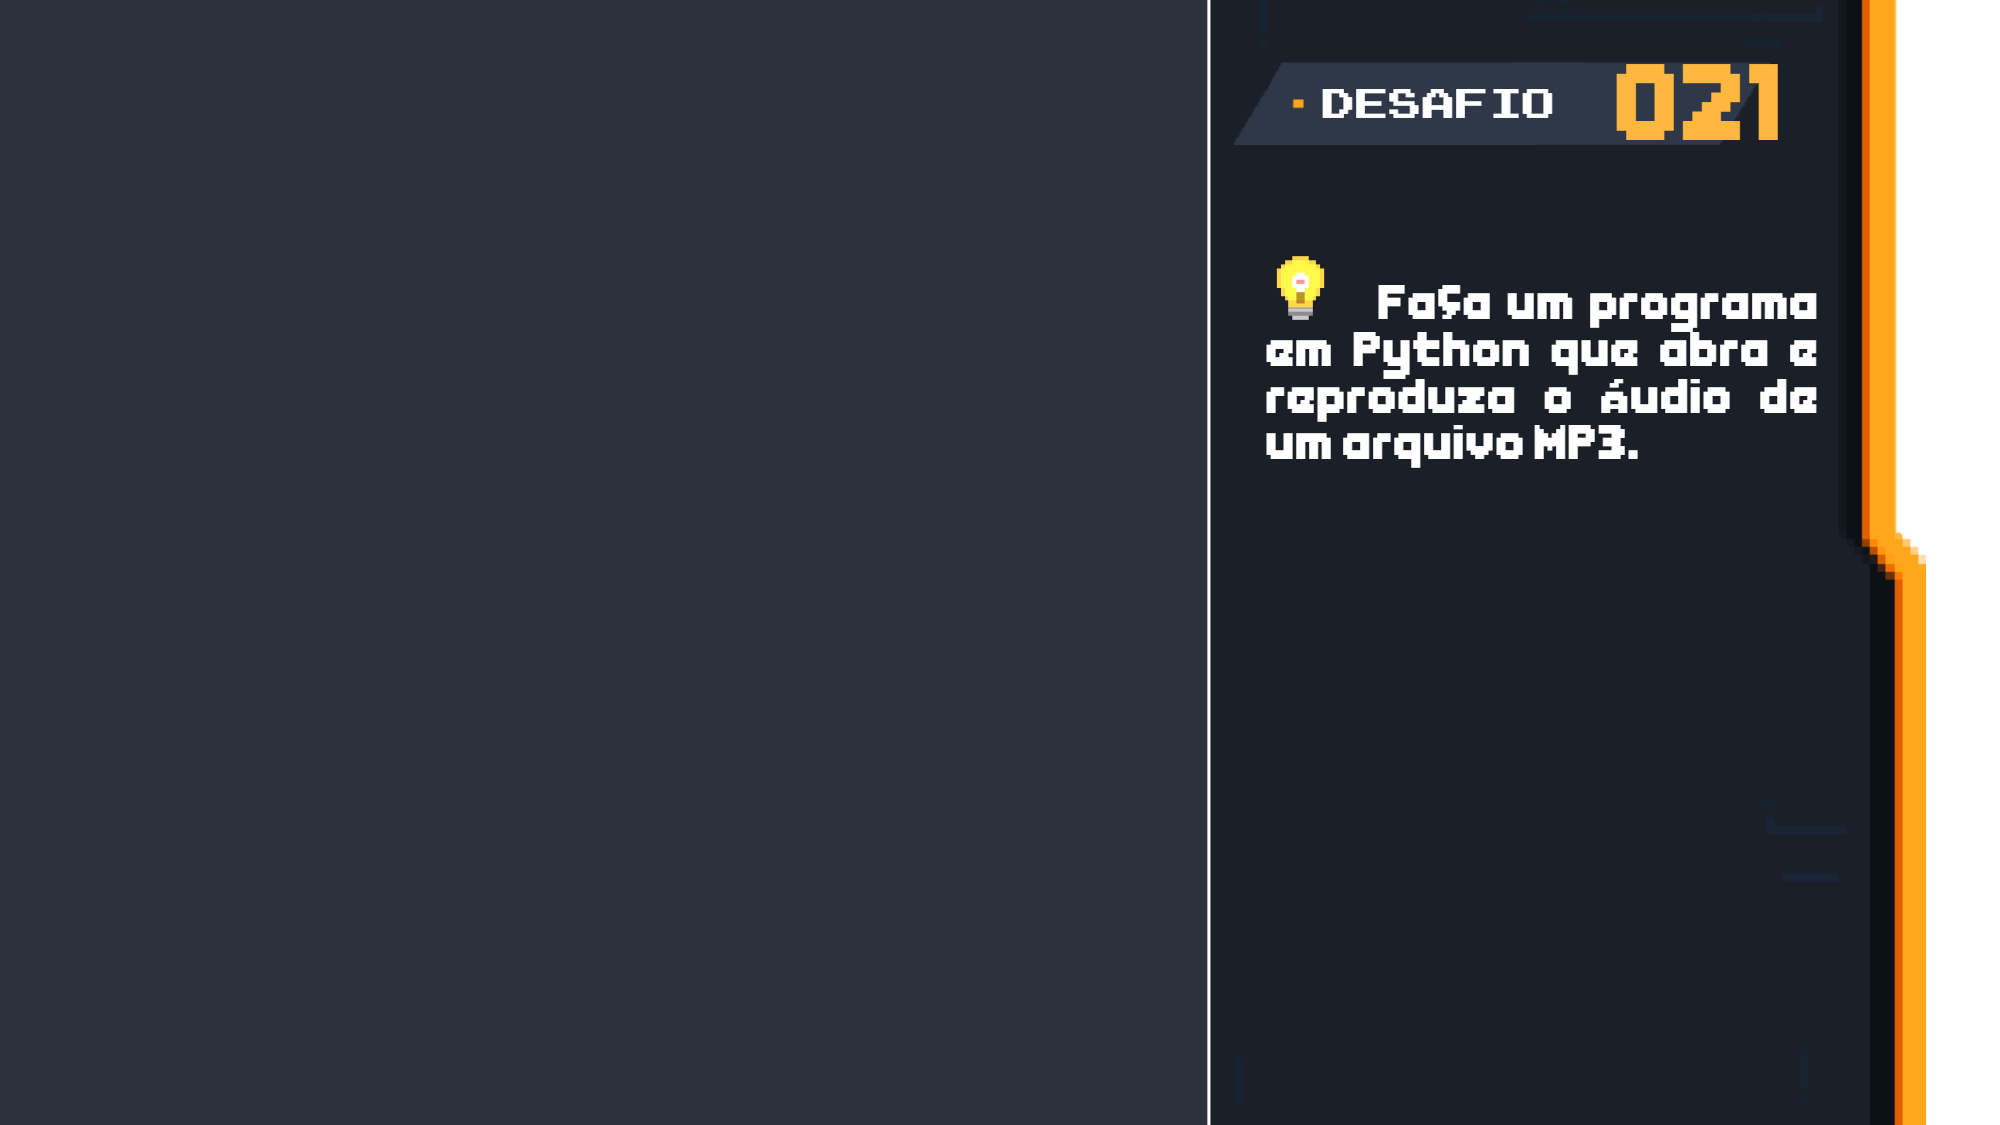 DESAFIO 021
Faça um programa
em Python que abra e
reproduza o áudio de
um arquivo MP3.